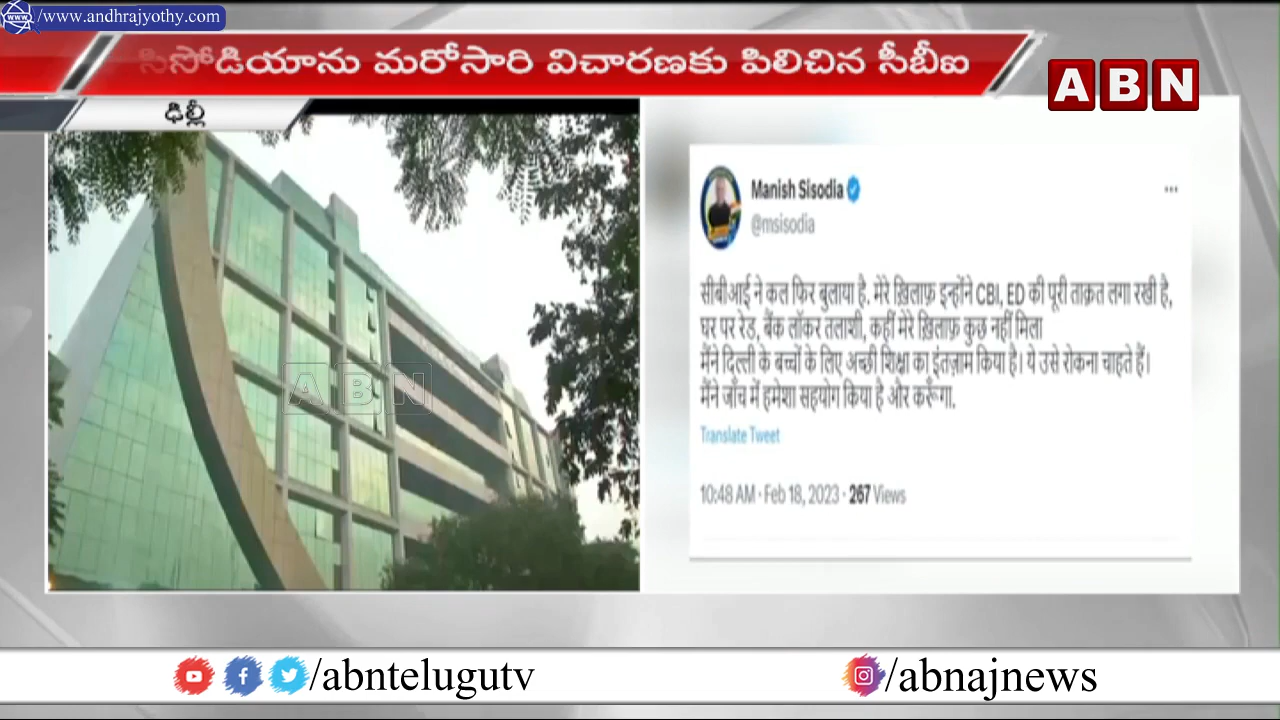 www./www.andhrajyothy.com
సిసోడియాను మరోసారి విచారణకు పిలిచిన సీబీఐ
ABN
ఢిల్లీ
ABN
Manish Sisodia
@msisodia
सीबीआई ने कल फिर बुलाया है. मेरे ख़िलाफ़ इन्होंने CBI, ED की पूरी ताक़त लगा रखी है,
घर पर रेड, बैंक लॉकर तलाशी, कहीं मेरे ख़िलाफ़ कुछ नहीं मिला
मैंने दिल्ली के बच्चों के लिए अच्छी शिक्षा का इंतज़ाम किया है। ये उसे रोकना चाहते हैं।
मैंने जाँच में हमेशा सहयोग किया है और करूँगा.
Translate Tweet
10:48 AM · Feb 18, 2023 · 267 Views
/abntelugutv
/abnajnews